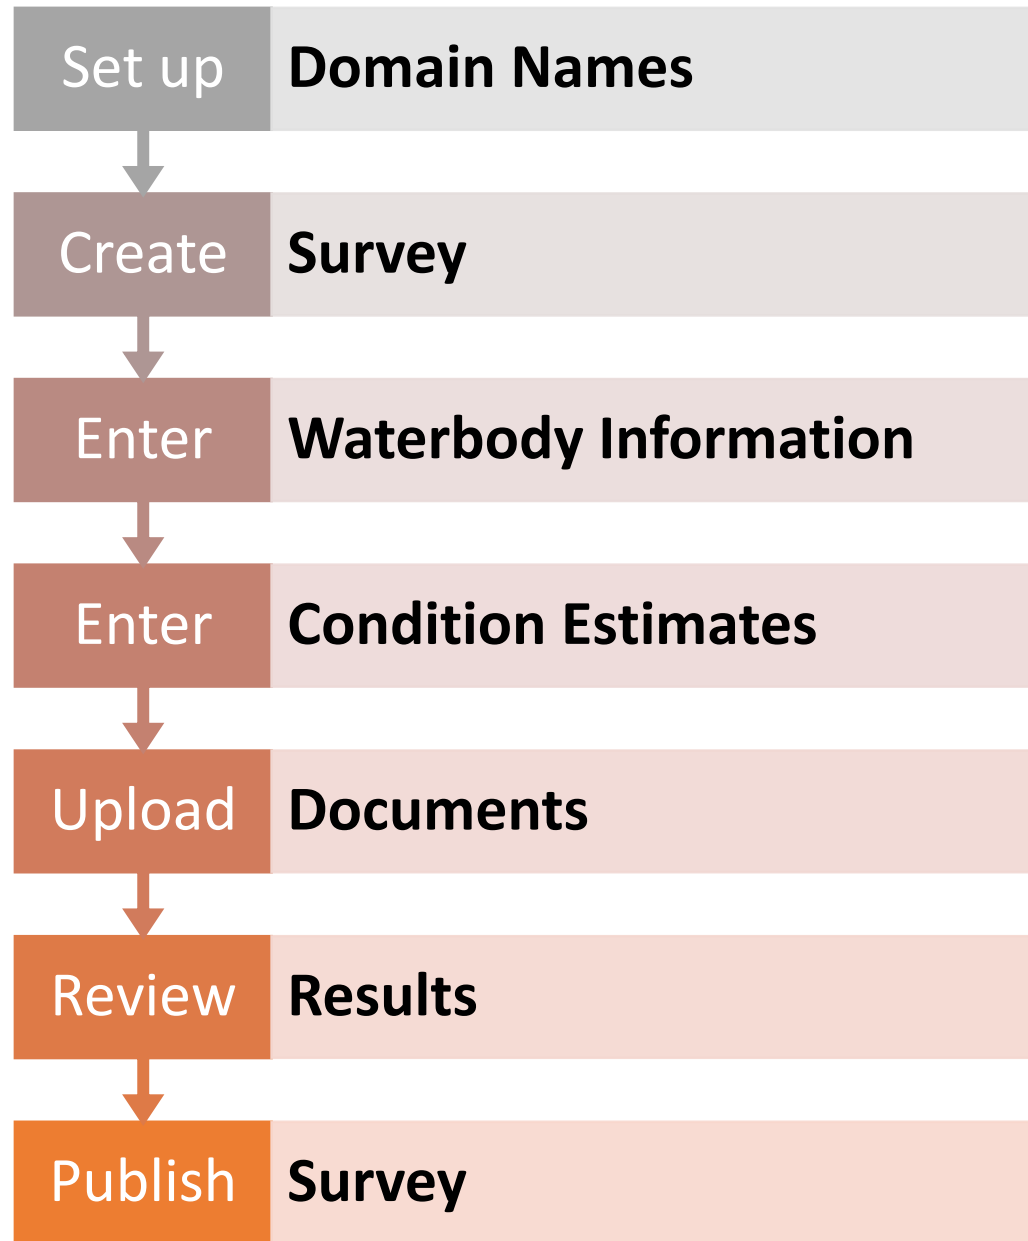 Set up Domain Names
Create Survey
Enter Waterbody Information
Enter Condition Estimates
Upload Documents
Review Results
Publish Survey